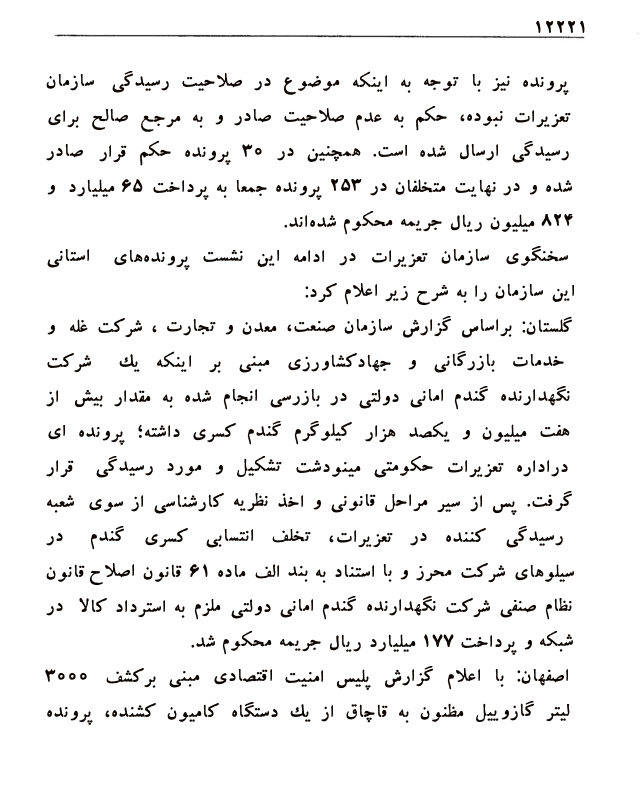 ۱۲۲۲۱
پرونده نیز با توجه به اینکه موضوع در صلاحیت رسیدگی سازمان
تعزیرات نبوده، حکم به عدم صلاحیت صادر و به مرجع صالح برای
رسیدگی ارسال شده است. همچنین در ۳۰ پرونده حکم قرار صادر
شده و در نهایت متخلفان در ۲۵۳ پرونده جمعا به پرداخت ۶۵ میلیارد و
۸۲۴ میلیون ریال جریمه محکوم شده‌اند.
سخنگوی سازمان تعزیرات در ادامه این نشست پرونده‌های استانی
این سازمان را به شرح زیر اعلام کرد:
گلستان: براساس گزارش سازمان صنعت، معدن و تجارت ، شرکت غله و
خدمات بازرگانی و جهادکشاورزی مبنی بر اینکه یك شرکت
نگهدارنده گندم امانی دولتی در بازرسی انجام شده به مقدار بیش از
هفت میلیون و یکصد هزار کیلوگرم گندم کسری داشته؛ پرونده ای
دراداره تعزیرات حکومتی مینودشت تشکیل و مورد رسیدگی قرار
گرفت. پس از سیر مراحل قانونی و اخذ نظریه کارشناسی از سوی شعبه
رسیدگی کننده در تعزیرات، تخلف انتسابی کسری گندم در
سیلوهای شرکت محرز و با استناد به بند الف ماده ۶۱ قانون اصلاح قانون
نظام صنفی شرکت نگهدارنده گندم امانی دولتی ملزم به استرداد کالا در
شبکه و پرداخت ۱۷۷ میلیارد ریال جریمه محکوم شد.
اصفهان: با اعلام گزارش پلیس امنیت اقتصادی مبنی برکشف ۳۰۰۰
لیتر گازوییل مظنون به قاچاق از یك دستگاه کامیون کشنده، پرونده